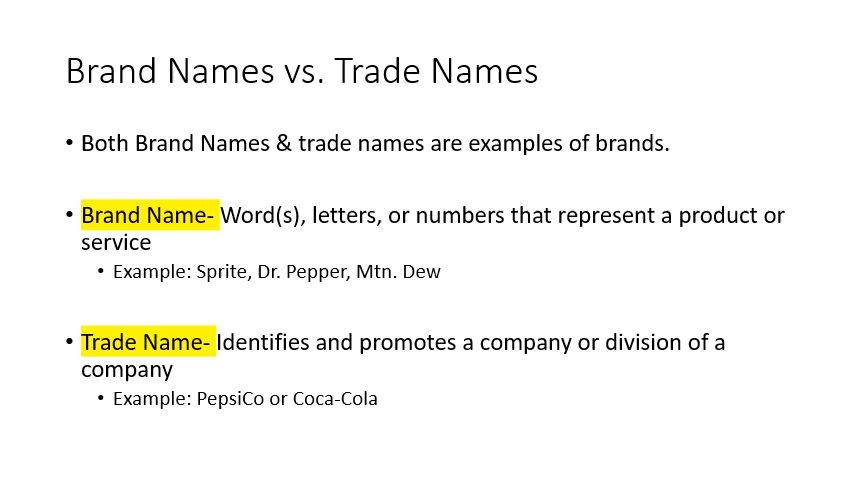 Brand Names vs. Trade Names
• Both Brand Names & trade names are examples of brands.
• Brand Name- Word(s), letters, or numbers that represent a product or
service
• Example: Sprite, Dr. Pepper, Mtn. Dew
• Trade Name- Identifies and promotes a company or division of a
company
• Example: PepsiCo or Coca-Cola